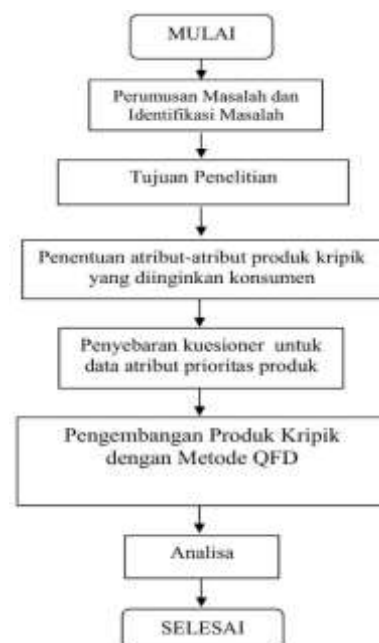 MULAI
Perumusan Masalah dan
Identifikasi Masalah
Tujuan Penelitian
Penentuan atribut-atribut produk kripik
yang diinginkan konsumen
Penyebaran kuesioner untuk
data atribut prioritas produk
Pengembangan Produk Kripik
dengan Metode QFD
Analisa
SELESAI